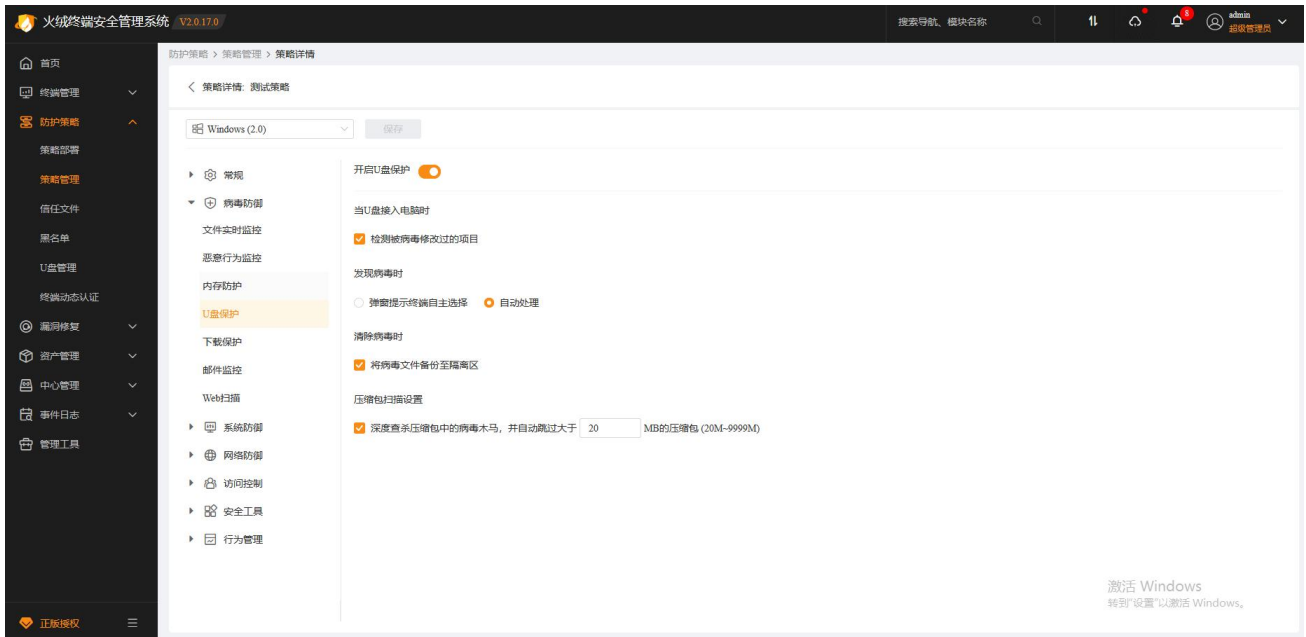 火绒终端安全管理系统 V2.0.17.0
搜索导航、模块名称
8
admin
超级管理员
首页
终端管理
防护策略
策略部署
策略管理
信任文件
黑名单
U盘管理
终端动态认证
漏洞修复
资产管理
中心管理
事件日志
管理工具
正版授权
防护策略 > 策略管理 > 策略详情
策略详情: 测试策略
Windows (2.0)
保存
常规
病毒防御
文件实时监控
恶意行为监控
内存防护
U盘保护
下载保护
邮件监控
Web扫描
系统防御
网络防御
访问控制
安全工具
行为管理
开启U盘保护
当U盘接入电脑时
检测被病毒修改过的项目
发现病毒时
弹窗提示终端自主选择 自动处理
清除病毒时
将病毒文件备份至隔离区
压缩包扫描设置
深度查杀压缩包中的病毒木马，并自动跳过大于 20 MB的压缩包 (20M~9999M)
激活 Windows
转到"设置"以激活 Windows。